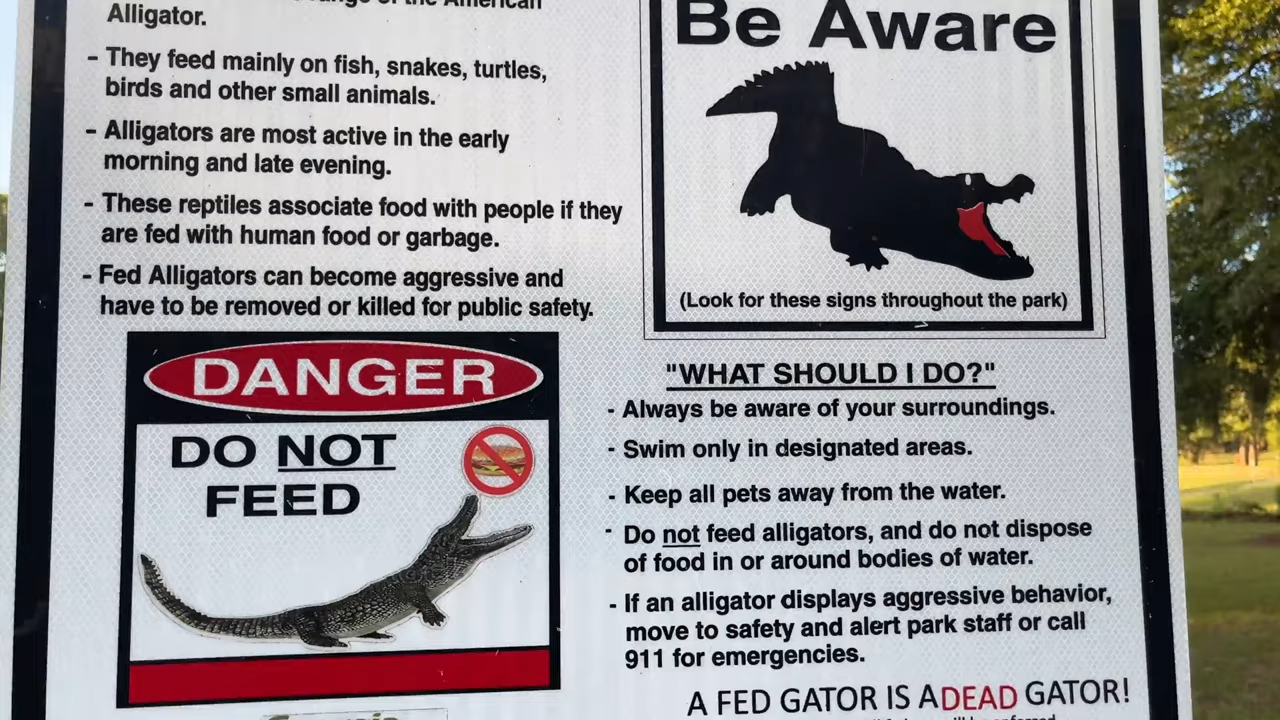 of the American
Alligator.
- They feed mainly on fish, snakes, turtles,
birds and other small animals.
- Alligators are most active in the early
morning and late evening.
- These reptiles associate food with people if they
are fed with human food or garbage.
- Fed Alligators can become aggressive and
have to be removed or killed for public safety.
DANGER
DO NOT
FEED
Be Aware
(Look for these signs throughout the park)
"WHAT SHOULD I DO?"
- Always be aware of your surroundings.
- Swim only in designated areas.
- Keep all pets away from the water.
- Do not feed alligators, and do not dispose
of food in or around bodies of water.
- If an alligator displays aggressive behavior,
move to safety and alert park staff or call
911 for emergencies.
A FED GATOR IS A DEAD GATOR!
will be enforced